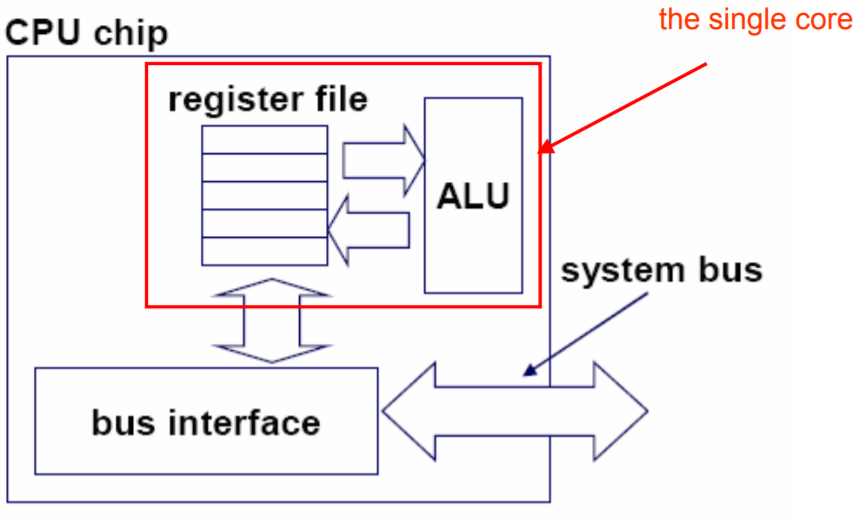 the single core
CPU chip
register file
ALU
system bus
bus interface